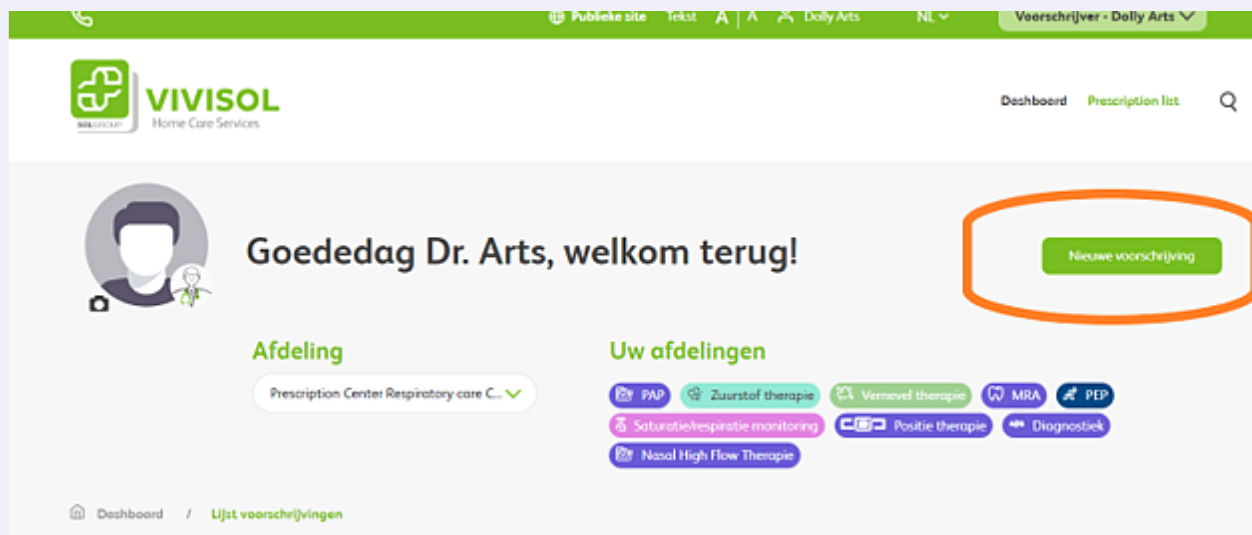 Publieke site Tekst A | A Dolly Arts NL Voorschrijver - Dolly Arts
VIVISOL
SOLGROUP Home Care Services
Dashboard Prescription list
Goededag Dr. Arts, welkom terug!
Nieuwe voorschrijving
Afdeling
Prescription Center Respiratory care C...
Uw afdelingen
PAP Zuurstof therapie Vernevel therapie MRA PEP
Saturatie/respiratie monitoring Positie therapie Diagnostiek
Nasal High Flow Therapie
Dashboard / Lijst voorschrijvingen